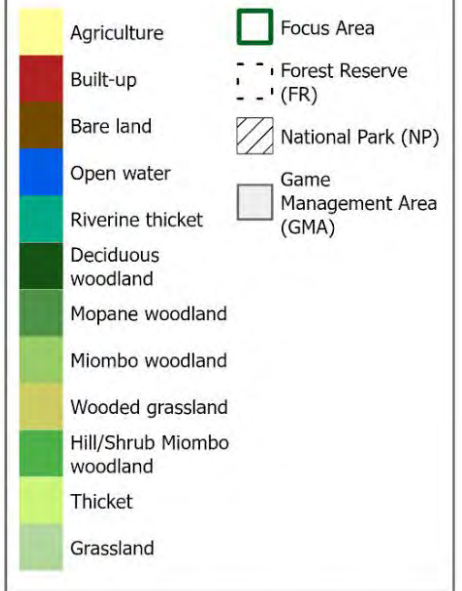 Agriculture
Built-up
Bare land
Open water
Riverine thicket
Deciduous
woodland
Mopane woodland
Miombo woodland
Wooded grassland
Hill/Shrub Miombo
woodland
Thicket
Grassland
Focus Area
Forest Reserve
(FR)
National Park (NP)
Game
Management Area
(GMA)